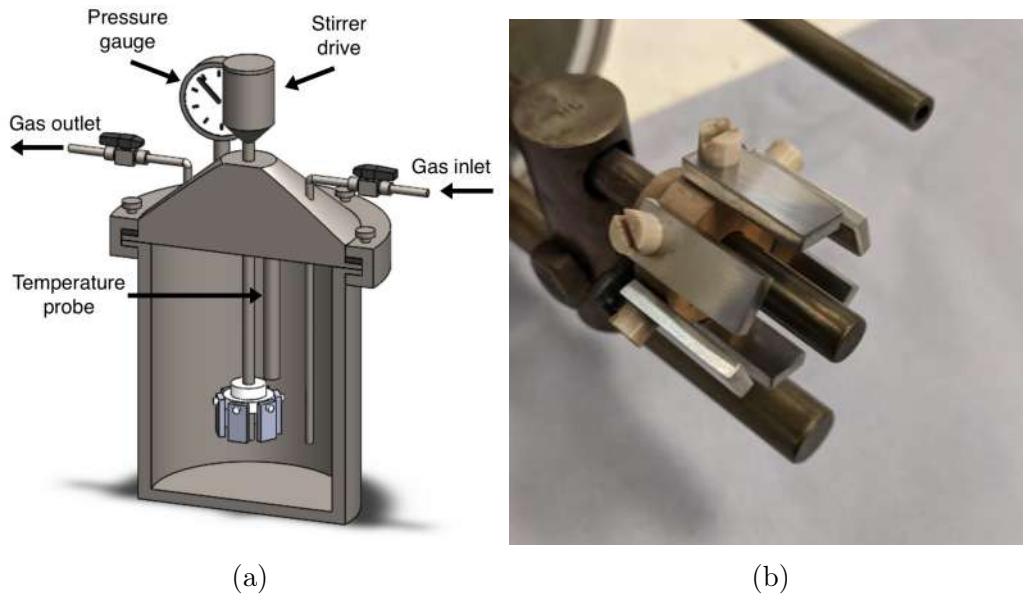 Pressure
gauge
Stirrer
drive
Gas outlet
Gas inlet
Temperature
probe
(a)
(b)